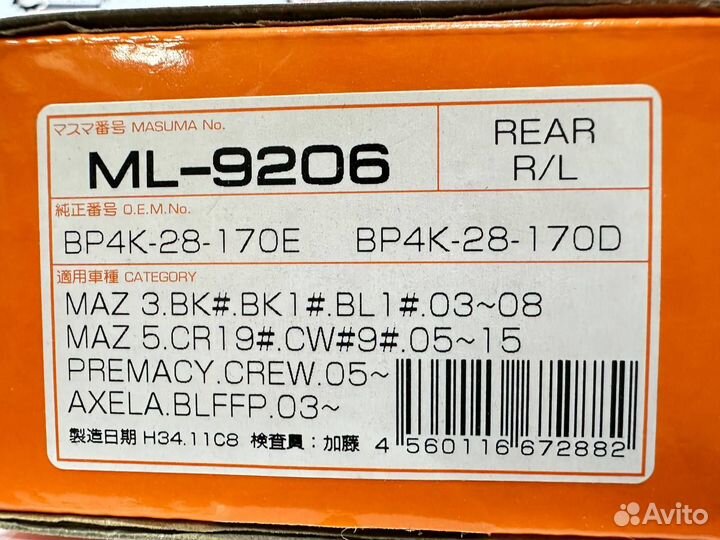 マスマ番号 MASUMA No.
ML-9206
REAR
R/L
純正番号 O.E.M.No.
BP4K-28-170E BP4K-28-170D
適用車種 CATEGORY
MAZ 3.BK#.BK1#.BL1#.03~08
MAZ 5.CR19#.CW#9#.05~15
PREMACY.CREW.05~
AXELA.BLFFP.03~
製造日期 H34.11C8 検査員：加藤
4 560116 672882
Avito